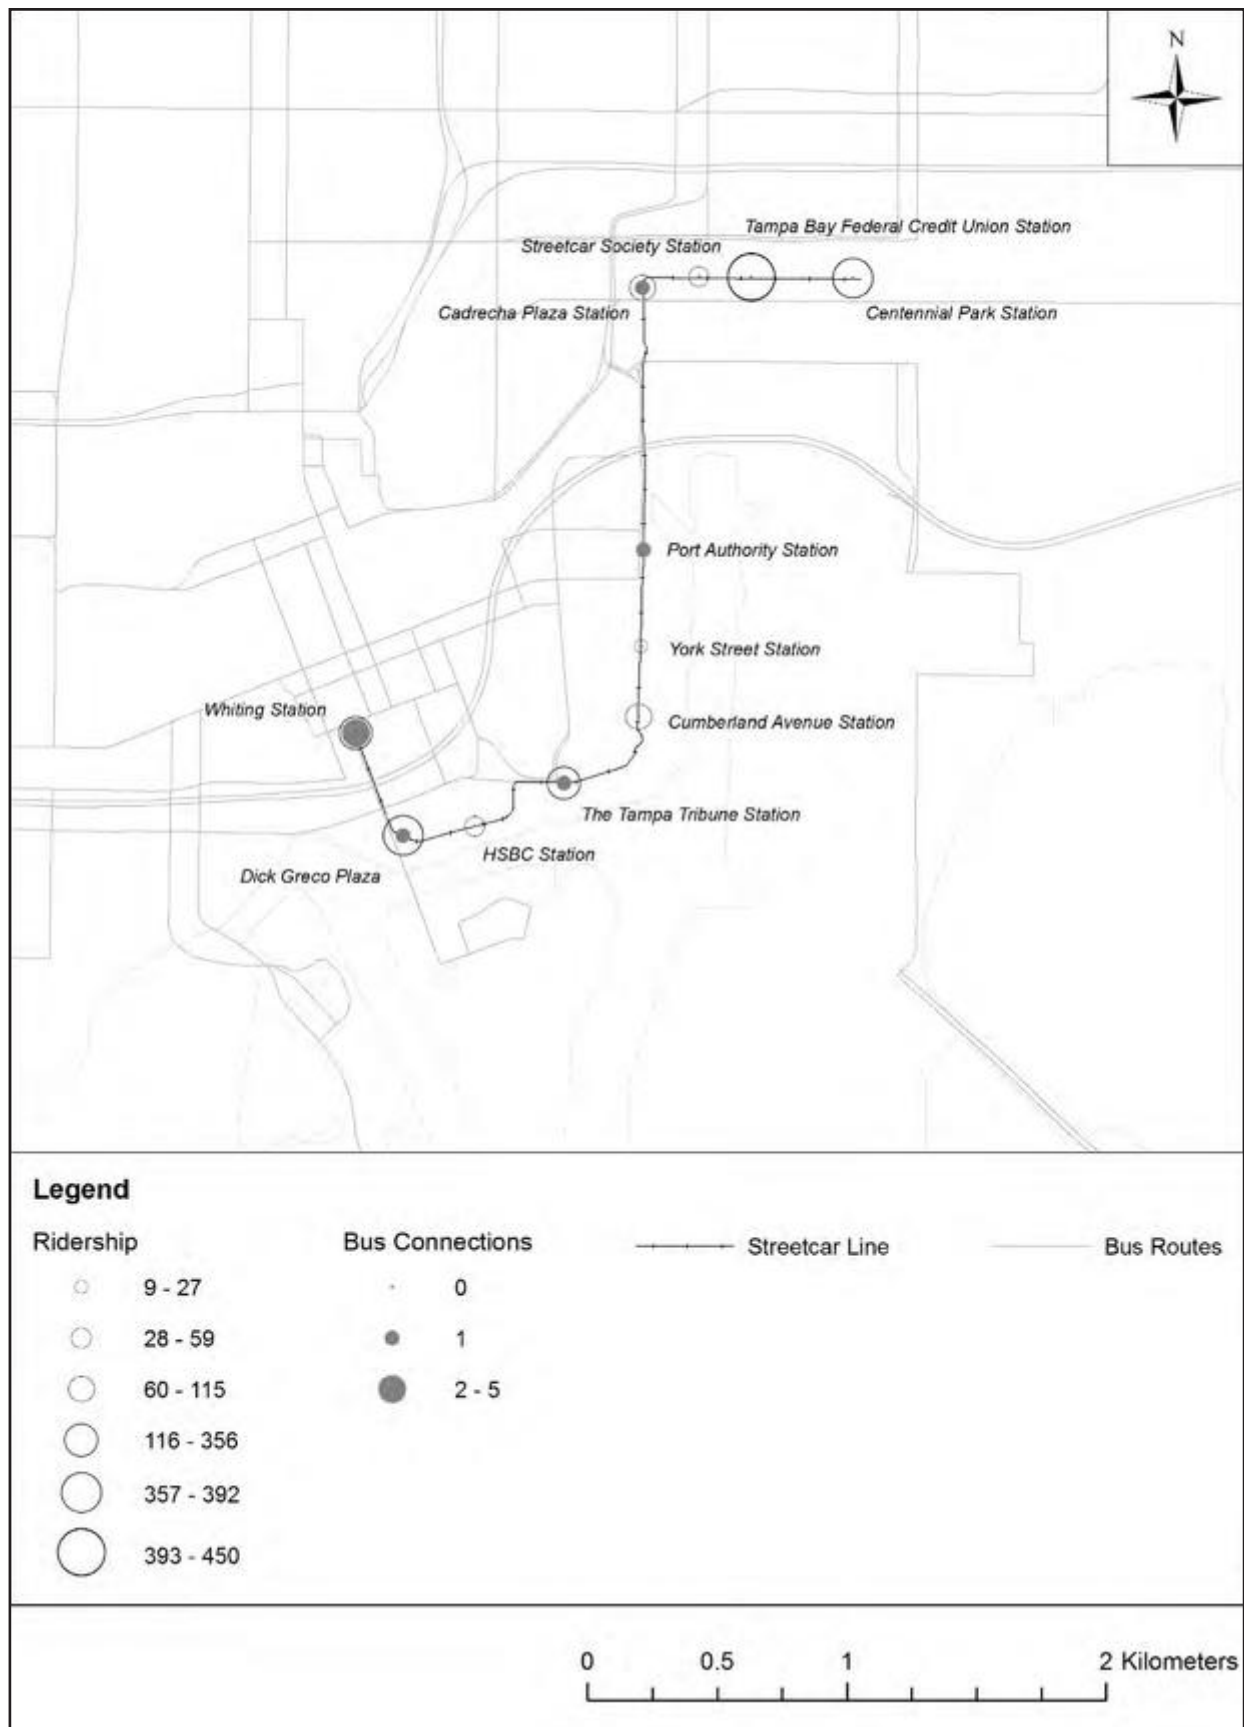 N
Tampa Bay Federal Credit Union Station
Streetcar Society Station
Cadrecha Plaza Station
Centennial Park Station
Port Authority Station
York Street Station
Whiting Station
Cumberland Avenue Station
The Tampa Tribune Station
HSBC Station
Dick Greco Plaza
Legend
Ridership
Bus Connections
Streetcar Line
Bus Routes
9 - 27
0
28 - 59
1
60 - 115
2 - 5
116 - 356
357 - 392
393 - 450
0 0.5 1 2 Kilometers